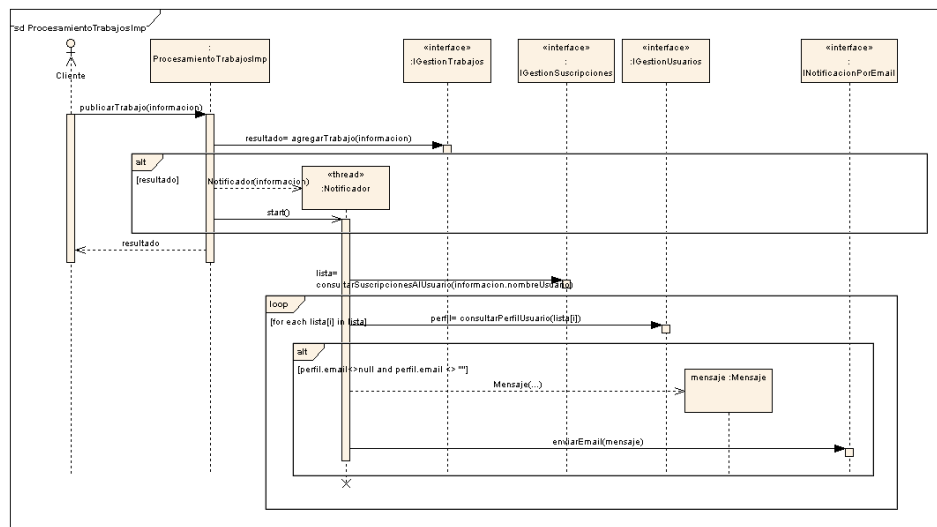 sd ProcesamientoTrabajosImp
Cliente
:
ProcesamientoTrabajosImp
«interface»
:IGestionTrabajos
«interface»
:
IGestionSuscripciones
«interface»
:IGestionUsuarios
«interface»
:
INotificacionPorEmail
publicarTrabajo(informacion)
resultado= agregarTrabajo(informacion)
alt
[resultado]
Notificador(informacion)
«thread»
:Notificador
start()
resultado
lista=
consultarSuscripcionesAlUsuario(informacion.nombreUsuario)
loop
[for each lista[i] in lista]
perfil= consultarPerfilUsuario(lista[i])
alt
[perfil.email<>null and perfil.email <> ""]
Mensaje(...)
mensaje :Mensaje
enviarEmail(mensaje)